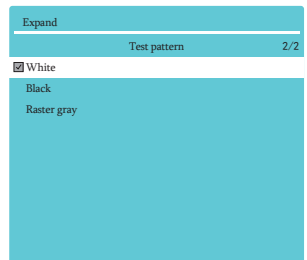 Expand
Test pattern 2/2
White
Black
Raster gray